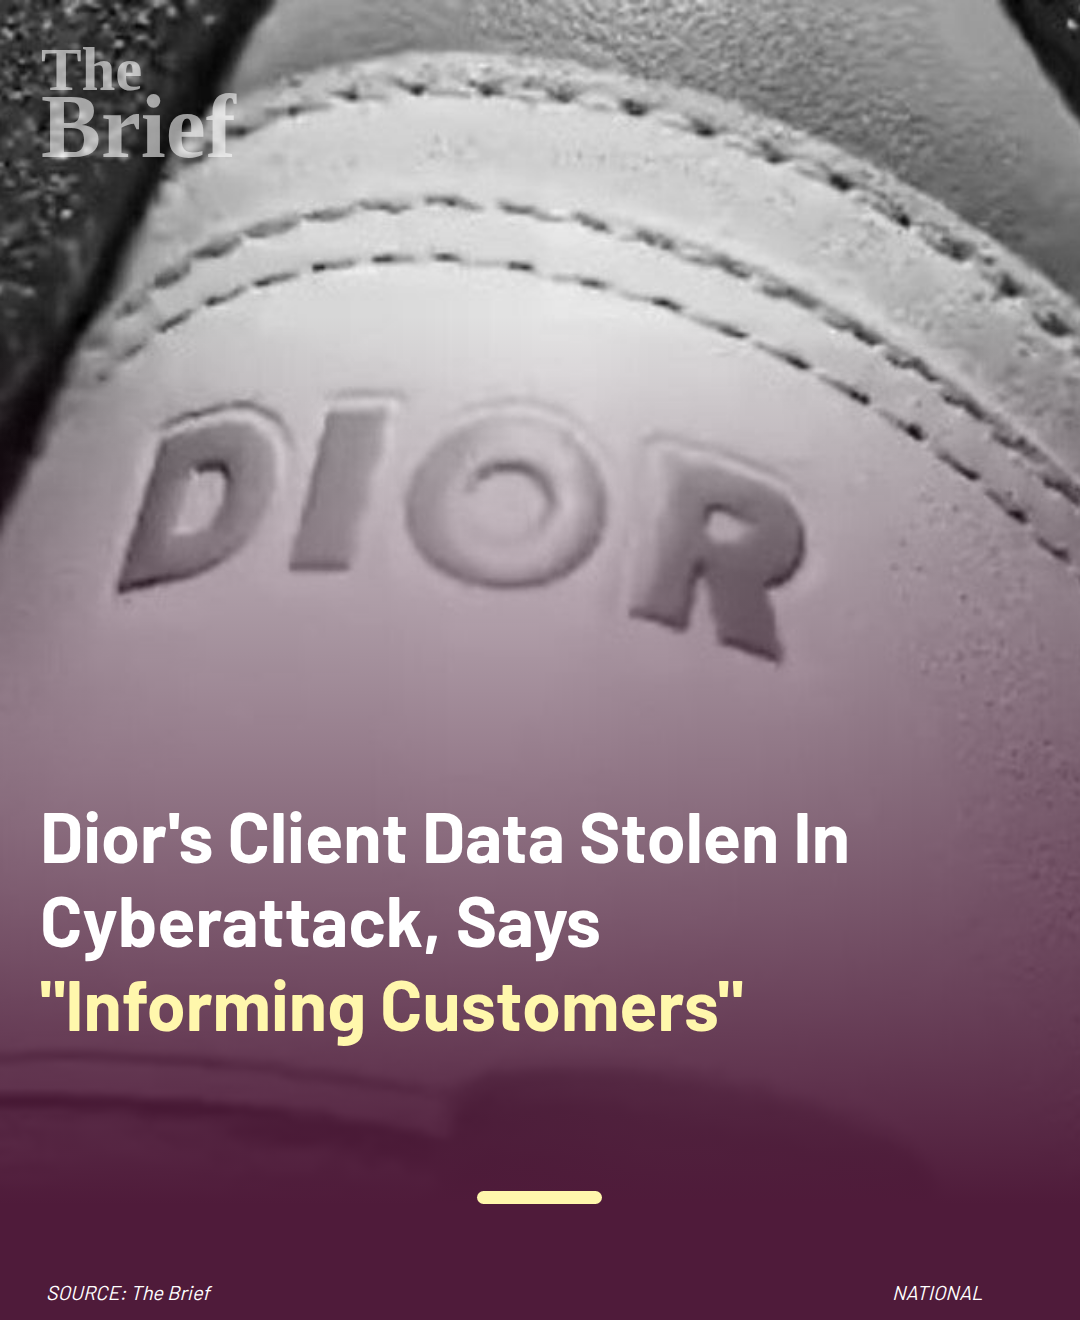 The
Brief
DIOR
Dior's Client Data Stolen In
Cyberattack, Says
"Informing Customers"
SOURCE: The Brief
NATIONAL